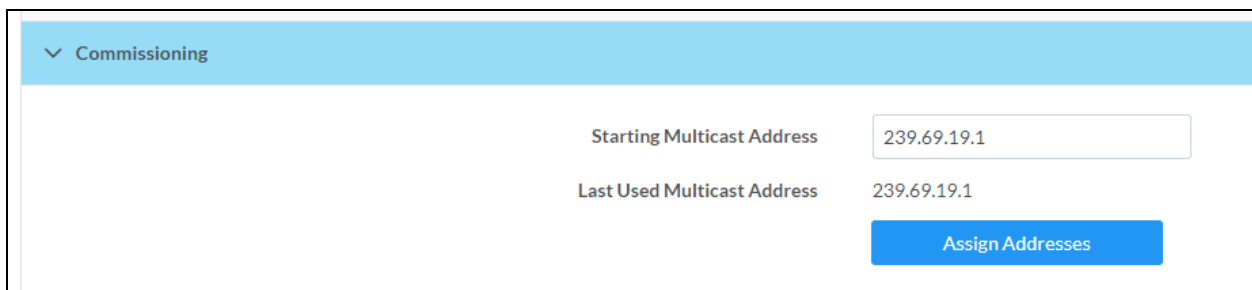 Commissioning
Starting Multicast Address 239.69.19.1
Last Used Multicast Address 239.69.19.1
Assign Addresses